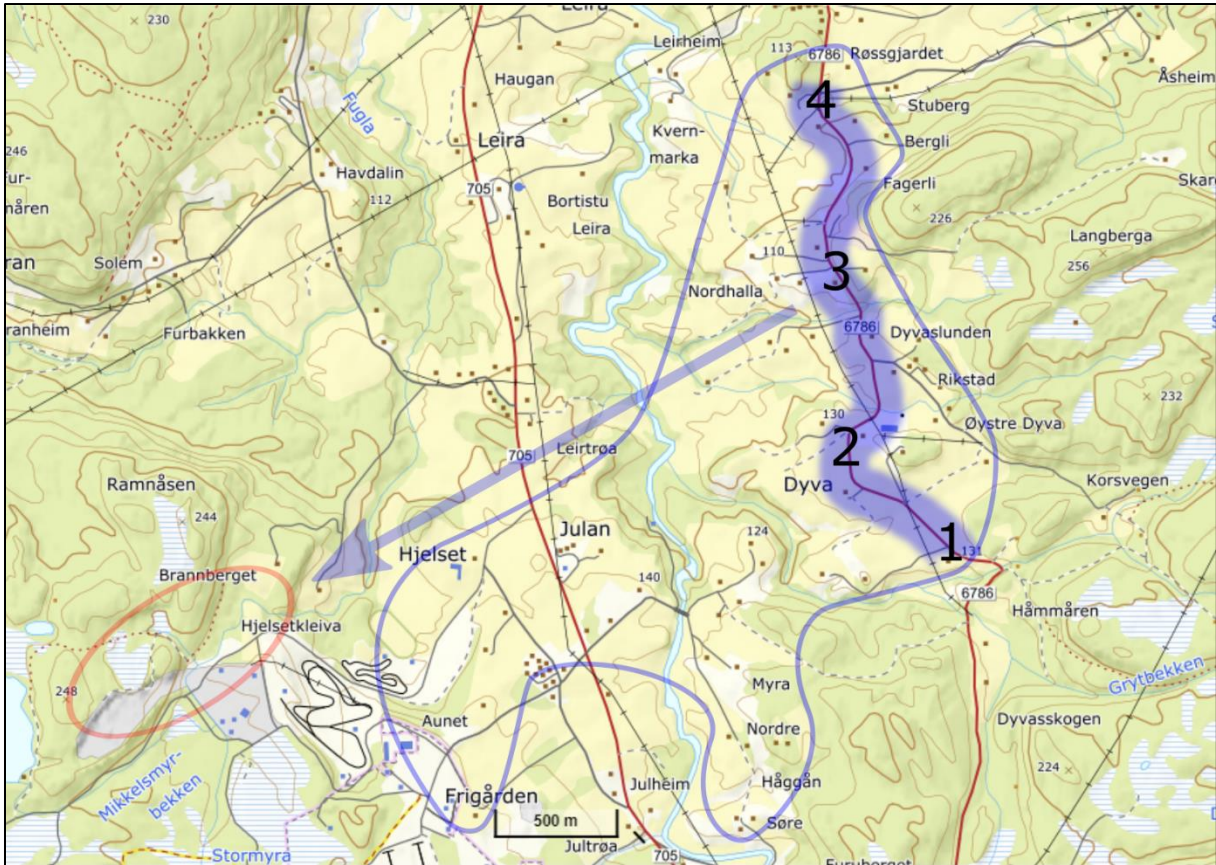 230
Leira
Leirheim
113
6786
Røssgjardet
Haugan
Åsheim
4
Stuberg
Fugla
Kvern-
marka
Leira
Bergli
246
Havdalin
705
Fagerli
112
Bortistu
Leira
226
Langberga
256
Solem
110
3
Nordhalla
Furbakken
6786
Dyvaslunden
Rikstad
232
130
Øystre Dyva
2
Leirtrøa
705
Ramnåsen
Dyva
Korsvegen
244
Julan
124
1
131
Hjelset
Brannberget
140
6786
Håmmåren
Hjelsetkleiva
Grytbekken
248
Myra
Aunet
Nordre
Dyvasskogen
Mikkelsmyr-
bekken
Julheim
Håggån
224
Frigården
500 m
Søre
Stormyra
Jultrøa
705